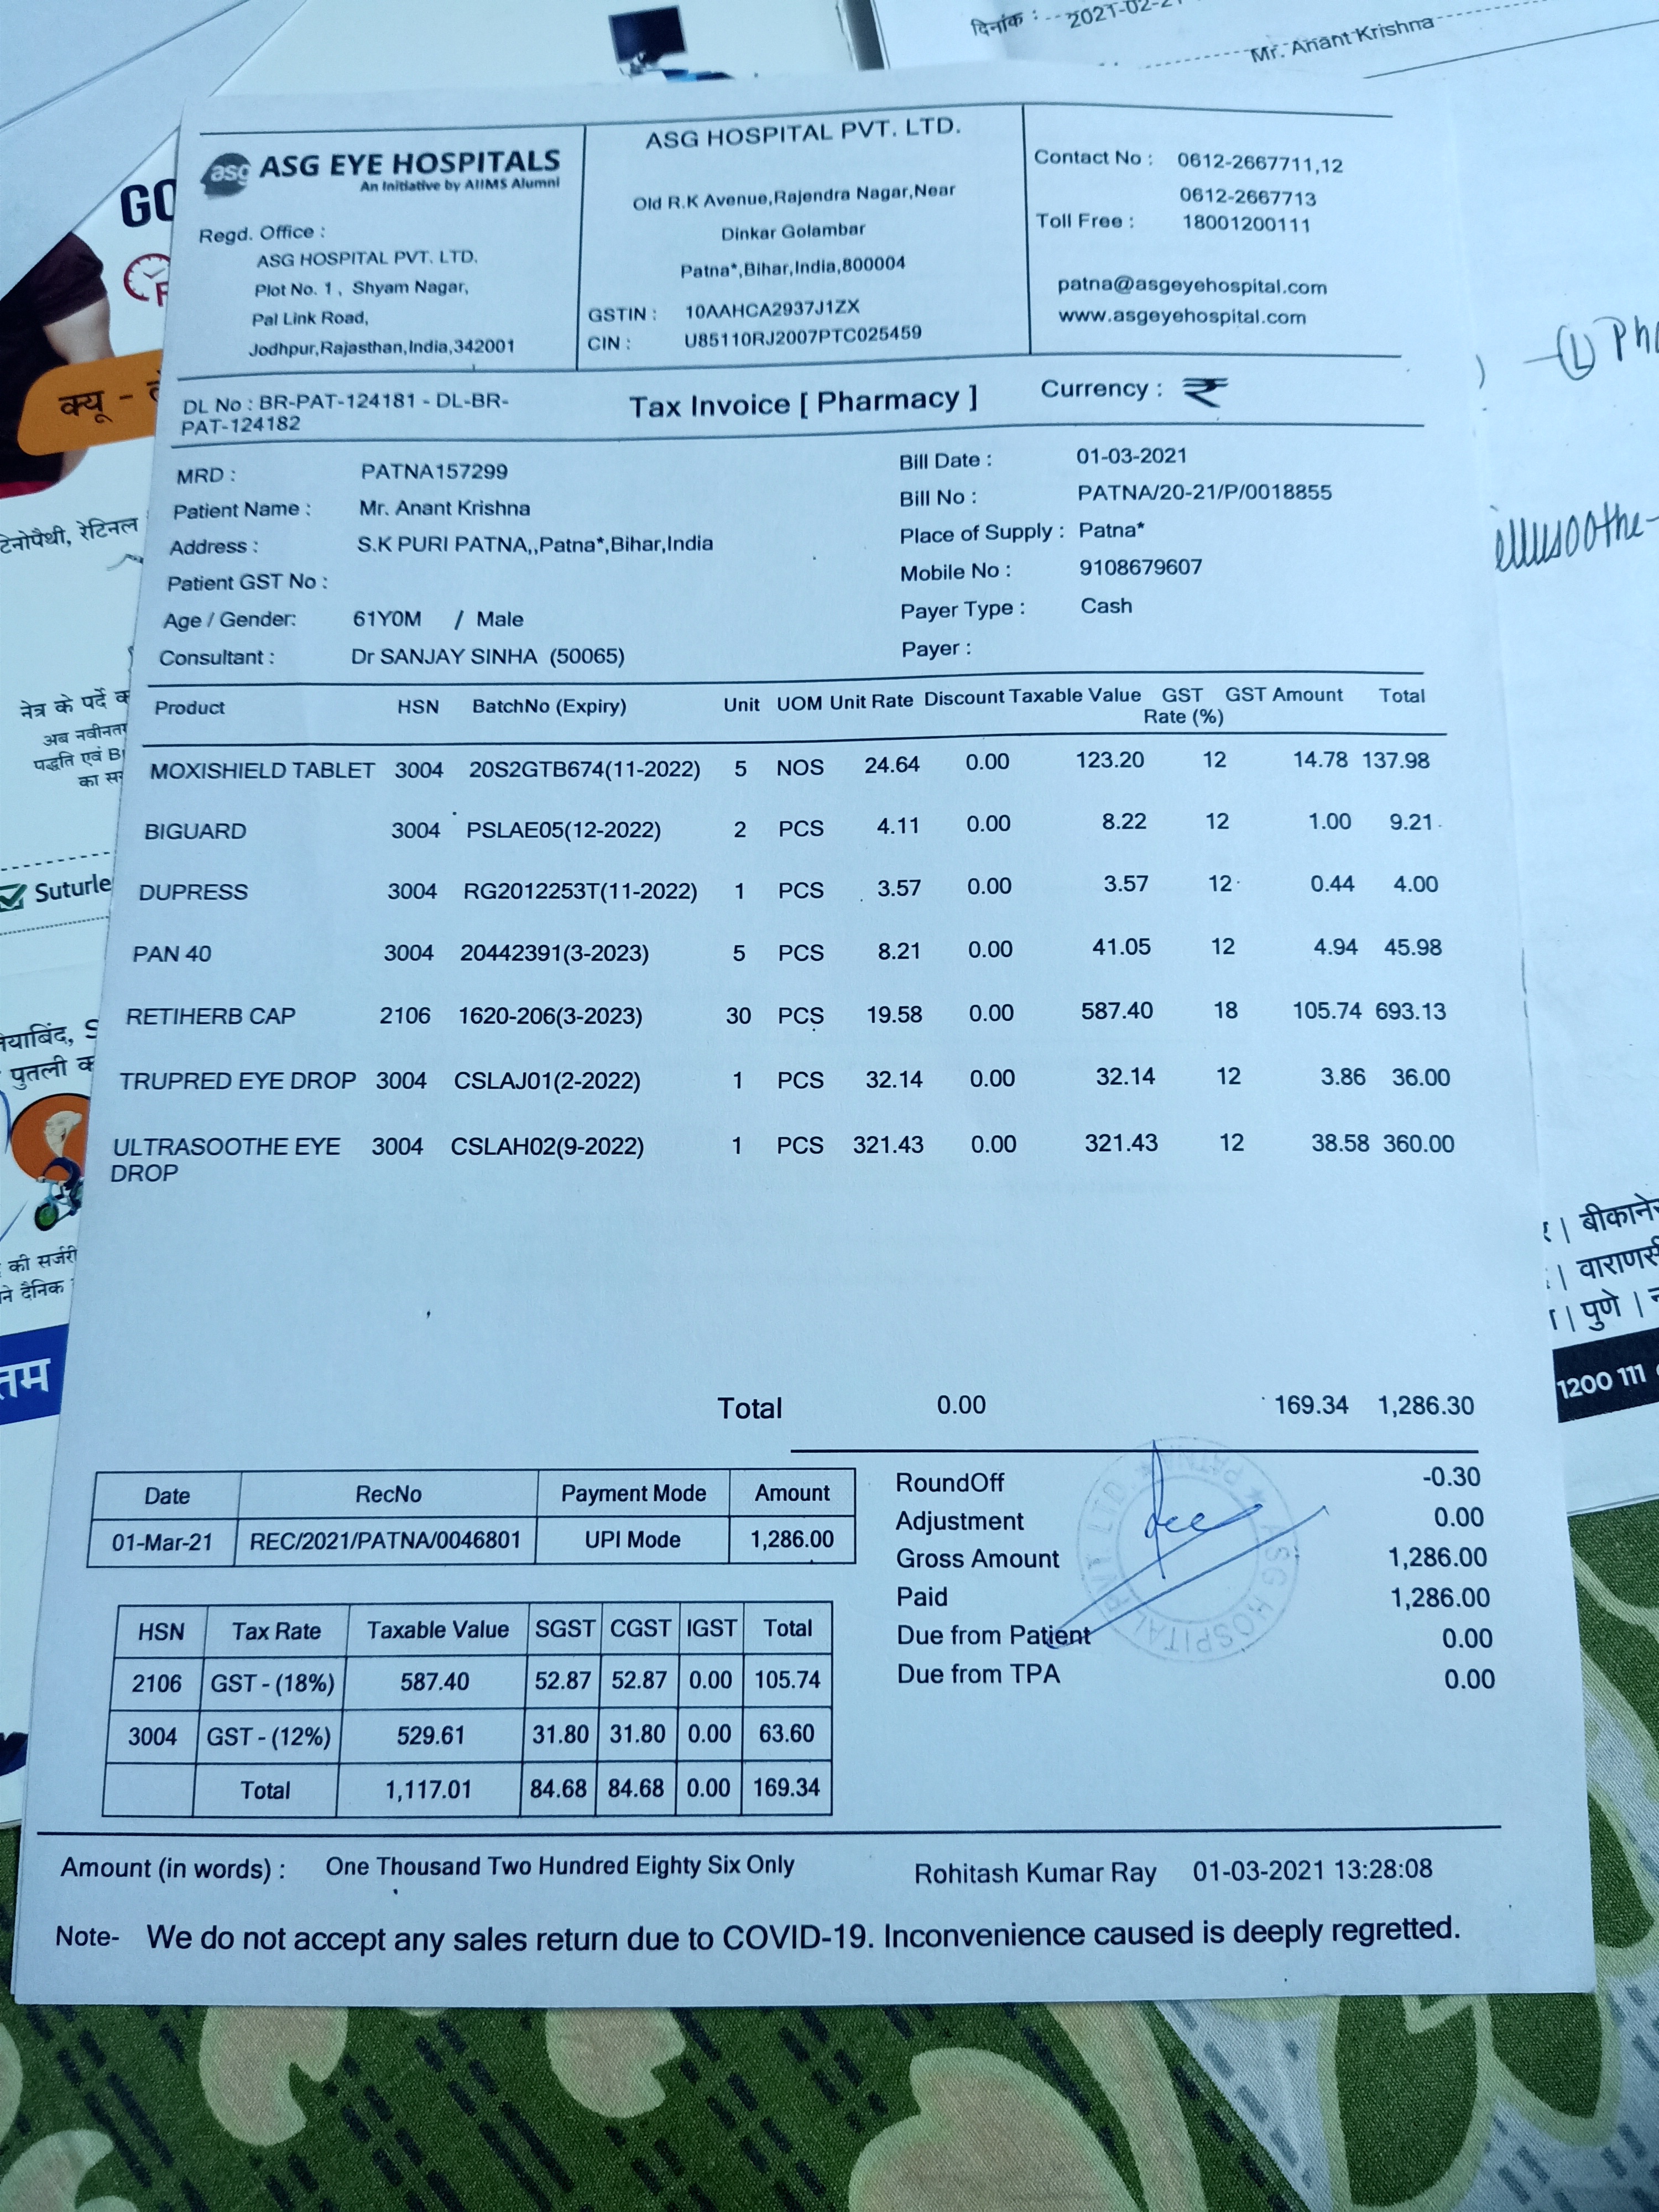 दिनांक : 2021-02-2
Mr. Anant Krishna
asg ASG EYE HOSPITALS
An Initiative by AIIMS Alumni
Regd. Office :
ASG HOSPITAL PVT. LTD.
Plot No. 1 , Shyam Nagar,
Pal Link Road,
Jodhpur,Rajasthan,India,342001
ASG HOSPITAL PVT. LTD.
Old R.K Avenue,Rajendra Nagar,Near
Dinkar Golambar
Patna*,Bihar,India,800004
GSTIN : 10AAHCA2937J1ZX
CIN : U85110RJ2007PTC025459
Contact No : 0612-2667711,12
0612-2667713
Toll Free : 18001200111
patna@asgeyehospital.com
www.asgeyehospital.com
DL No : BR-PAT-124181 - DL-BR-
PAT-124182
Tax Invoice [ Pharmacy ]
Currency : ₹
MRD : PATNA157299
Patient Name : Mr. Anant Krishna
Address : S.K PURI PATNA,,Patna*,Bihar,India
Patient GST No :
Age / Gender: 61Y0M / Male
Consultant : Dr SANJAY SINHA (50065)
Bill Date : 01-03-2021
Bill No : PATNA/20-21/P/0018855
Place of Supply : Patna*
Mobile No : 9108679607
Payer Type : Cash
Payer :
Product HSN BatchNo (Expiry) Unit UOM Unit Rate Discount Taxable Value GST Rate (%) GST Amount Total
MOXISHIELD TABLET 3004 20S2GTB674(11-2022) 5 NOS 24.64 0.00 123.20 12 14.78 137.98
BIGUARD 3004 PSLAE05(12-2022) 2 PCS 4.11 0.00 8.22 12 1.00 9.21
DUPRESS 3004 RG2012253T(11-2022) 1 PCS 3.57 0.00 3.57 12 0.44 4.00
PAN 40 3004 20442391(3-2023) 5 PCS 8.21 0.00 41.05 12 4.94 45.98
RETIHERB CAP 2106 1620-206(3-2023) 30 PCS 19.58 0.00 587.40 18 105.74 693.13
TRUPRED EYE DROP 3004 CSLAJ01(2-2022) 1 PCS 32.14 0.00 32.14 12 3.86 36.00
ULTRASOOTHE EYE 3004 CSLAH02(9-2022) 1 PCS 321.43 0.00 321.43 12 38.58 360.00
DROP
Total 0.00 169.34 1,286.30
Date RecNo Payment Mode Amount
01-Mar-21 REC/2021/PATNA/0046801 UPI Mode 1,286.00
RoundOff -0.30
Adjustment 0.00
Gross Amount 1,286.00
Paid 1,286.00
Due from Patient 0.00
Due from TPA 0.00
ASG HOSPITAL PVT. LTD. ★ PATNA ★
HSN Tax Rate Taxable Value SGST CGST IGST Total
2106 GST - (18%) 587.40 52.87 52.87 0.00 105.74
3004 GST - (12%) 529.61 31.80 31.80 0.00 63.60
Total 1,117.01 84.68 84.68 0.00 169.34
Amount (in words) : One Thousand Two Hundred Eighty Six Only
Rohitash Kumar Ray 01-03-2021 13:28:08
Note- We do not accept any sales return due to COVID-19. Inconvenience caused is deeply regretted.
GO
क्यू -
रेटिनल
नेत्र के पर्दे
अब नवीनतम
पद्धति एवं
Suturle
पुतली
की सर्जरी
ने दैनिक
तम
बीकानेर
वाराणसी
पुणे |
1200 111